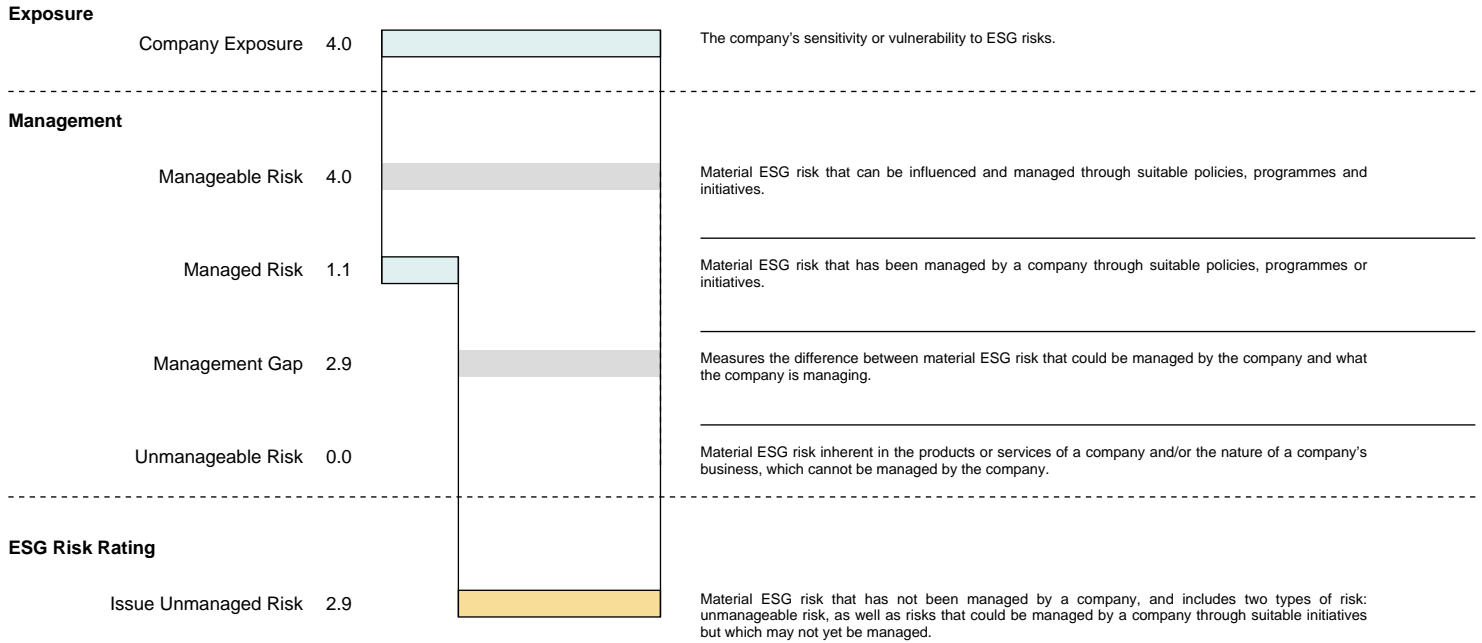 Exposure
Company Exposure 4.0
The company's sensitivity or vulnerability to ESG risks.
Management
Manageable Risk 4.0
Material ESG risk that can be influenced and managed through suitable policies, programmes and
initiatives.
Managed Risk 1.1
Material ESG risk that has been managed by a company through suitable policies, programmes or
initiatives.
Management Gap 2.9
Measures the difference between material ESG risk that could be managed by the company and what
the company is managing.
Unmanageable Risk 0.0
Material ESG risk inherent in the products or services of a company and/or the nature of a company's
business, which cannot be managed by the company.
ESG Risk Rating
Issue Unmanaged Risk 2.9
Material ESG risk that has not been managed by a company, and includes two types of risk:
unmanageable risk, as well as risks that could be managed by a company through suitable initiatives
but which may not yet be managed.